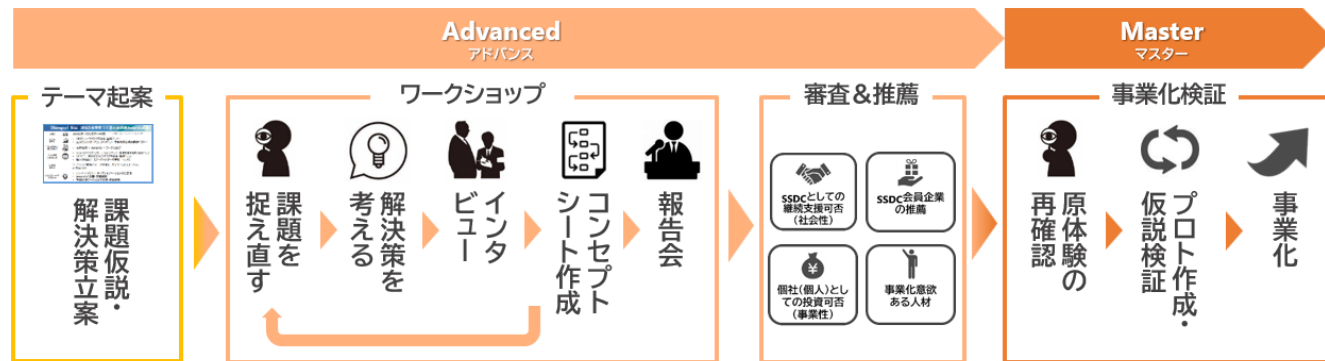 Advanced
アドバンス
Master
マスター
テーマ起案
課題仮説・
解決策立案
ワークショップ
課題を
捉え直す
解決策を
考える
インタ
ビュー
コンセプト
シート作成
報告会
審査&推薦
SSDCとしての
継続支援可否
(社会性)
SSDC会員企業
の推薦
個社(個人)とし
ての投資可否
(事業性)
事業化意欲
ある人材
事業化検証
原体験の
再確認
プロト作成・
仮説検証
事業化